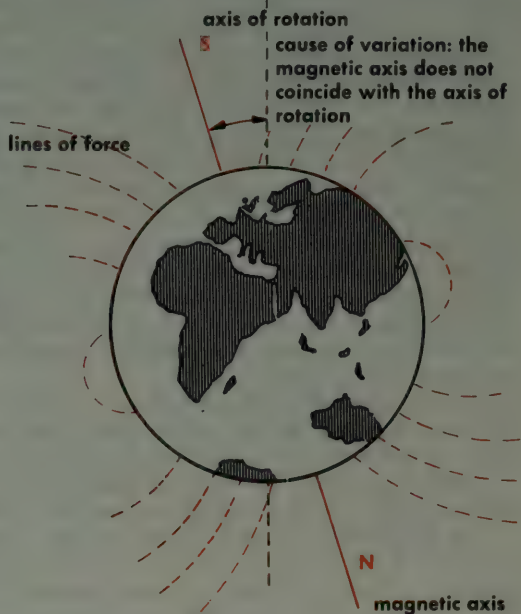 axis of rotation
S
cause of variation: the
magnetic axis does not
coincide with the axis of
rotation
lines of force
N
magnetic axis